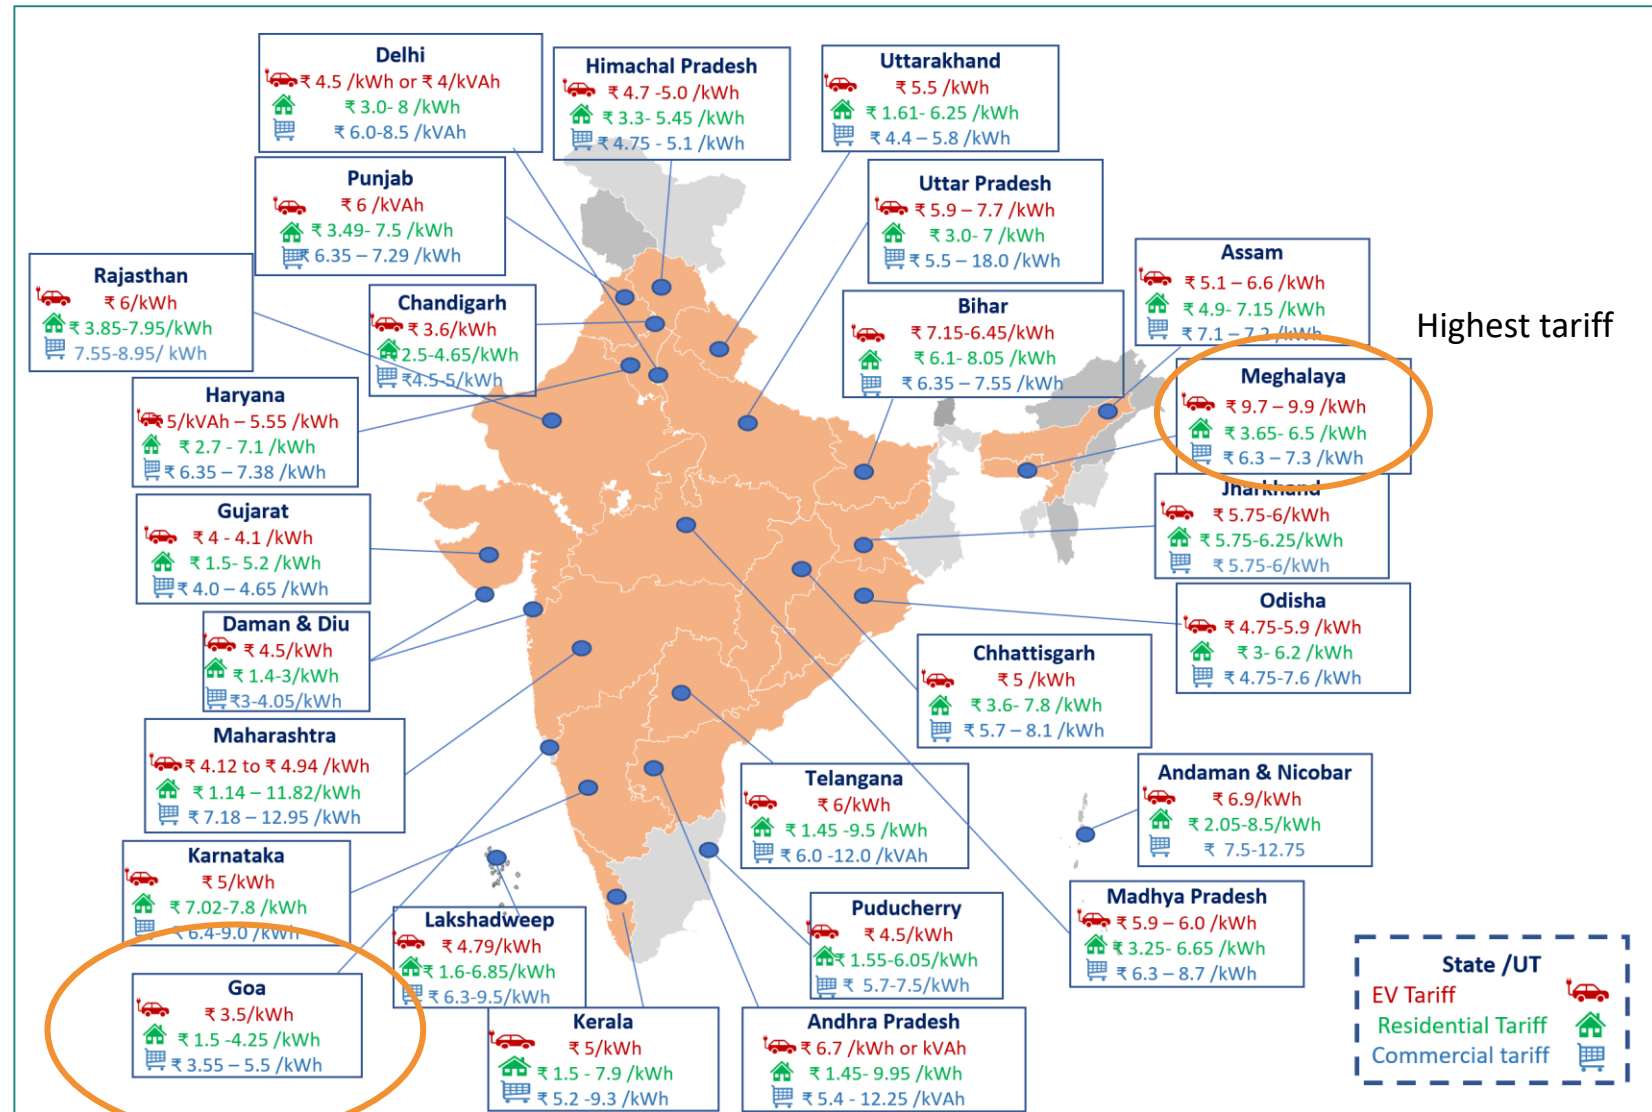 Delhi
₹ 4.5 /kWh or ₹ 4/kVAh
₹ 3.0- 8 /kWh
₹ 6.0-8.5 /kVAh
Himachal Pradesh
₹ 4.7 -5.0 /kWh
₹ 3.3- 5.45 /kWh
₹ 4.75 - 5.1 /kWh
Uttarakhand
₹ 5.5 /kWh
₹ 1.61- 6.25 /kWh
₹ 4.4 – 5.8 /kWh
Punjab
₹ 6 /kVAh
₹ 3.49- 7.5 /kWh
₹ 6.35 – 7.29 /kWh
Uttar Pradesh
₹ 5.9 – 7.7 /kWh
₹ 3.0- 7 /kWh
₹ 5.5 – 18.0 /kWh
Rajasthan
₹ 6/kWh
₹ 3.85-7.95/kWh
7.55-8.95/ kWh
Chandigarh
₹ 3.6/kWh
2.5-4.65/kWh
₹4.5-5/kWh
Bihar
₹ 7.15-6.45/kWh
₹ 6.1- 8.05 /kWh
₹ 6.35 – 7.55 /kWh
Assam
₹ 5.1 – 6.6 /kWh
₹ 4.9- 7.15 /kWh
₹ 7.1 – 7.2 /kWh
Highest tariff
Haryana
₹ 5/kVAh – 5.55 /kWh
₹ 2.7 - 7.1 /kWh
₹ 6.35 – 7.38 /kWh
Meghalaya
₹ 9.7 – 9.9 /kWh
₹ 3.65- 6.5 /kWh
₹ 6.3 – 7.3 /kWh
Gujarat
₹ 4 - 4.1 /kWh
₹ 1.5- 5.2 /kWh
₹ 4.0 – 4.65 /kWh
Jharkhand
₹ 5.75-6/kWh
₹ 5.75-6.25/kWh
₹ 5.75-6/kWh
Daman & Diu
₹ 4.5/kWh
₹ 1.4-3/kWh
₹3-4.05/kWh
Odisha
₹ 4.75-5.9 /kWh
₹ 3- 6.2 /kWh
₹ 4.75-7.6 /kWh
Chhattisgarh
₹ 5 /kWh
₹ 3.6- 7.8 /kWh
₹ 5.7 – 8.1 /kWh
Maharashtra
₹ 4.12 to ₹ 4.94 /kWh
₹ 1.14 – 11.82/kWh
₹ 7.18 – 12.95 /kWh
Telangana
₹ 6/kWh
₹ 1.45 -9.5 /kWh
₹ 6.0 -12.0 /kVAh
Andaman & Nicobar
₹ 6.9/kWh
₹ 2.05-8.5/kWh
₹ 7.5-12.75
Karnataka
₹ 5/kWh
₹ 7.02-7.8 /kWh
₹ 6.4-9.0 /kWh
Lakshadweep
₹ 4.79/kWh
₹ 1.6-6.85/kWh
₹ 6.3-9.5/kWh
Puducherry
₹ 4.5/kWh
₹ 1.55-6.05/kWh
₹ 5.7-7.5/kWh
Madhya Pradesh
₹ 5.9 – 6.0 /kWh
₹ 3.25- 6.65 /kWh
₹ 6.3 – 8.7 /kWh
Goa
₹ 3.5/kWh
₹ 1.5 -4.25 /kWh
₹ 3.55 – 5.5 /kWh
Kerala
₹ 5/kWh
₹ 1.5 - 7.9 /kWh
₹ 5.2 -9.3 /kWh
Andhra Pradesh
₹ 6.7 /kWh or kVAh
₹ 1.45- 9.95 /kWh
₹ 5.4 - 12.25 /kVAh
State /UT
EV Tariff
Residential Tariff
Commercial tariff